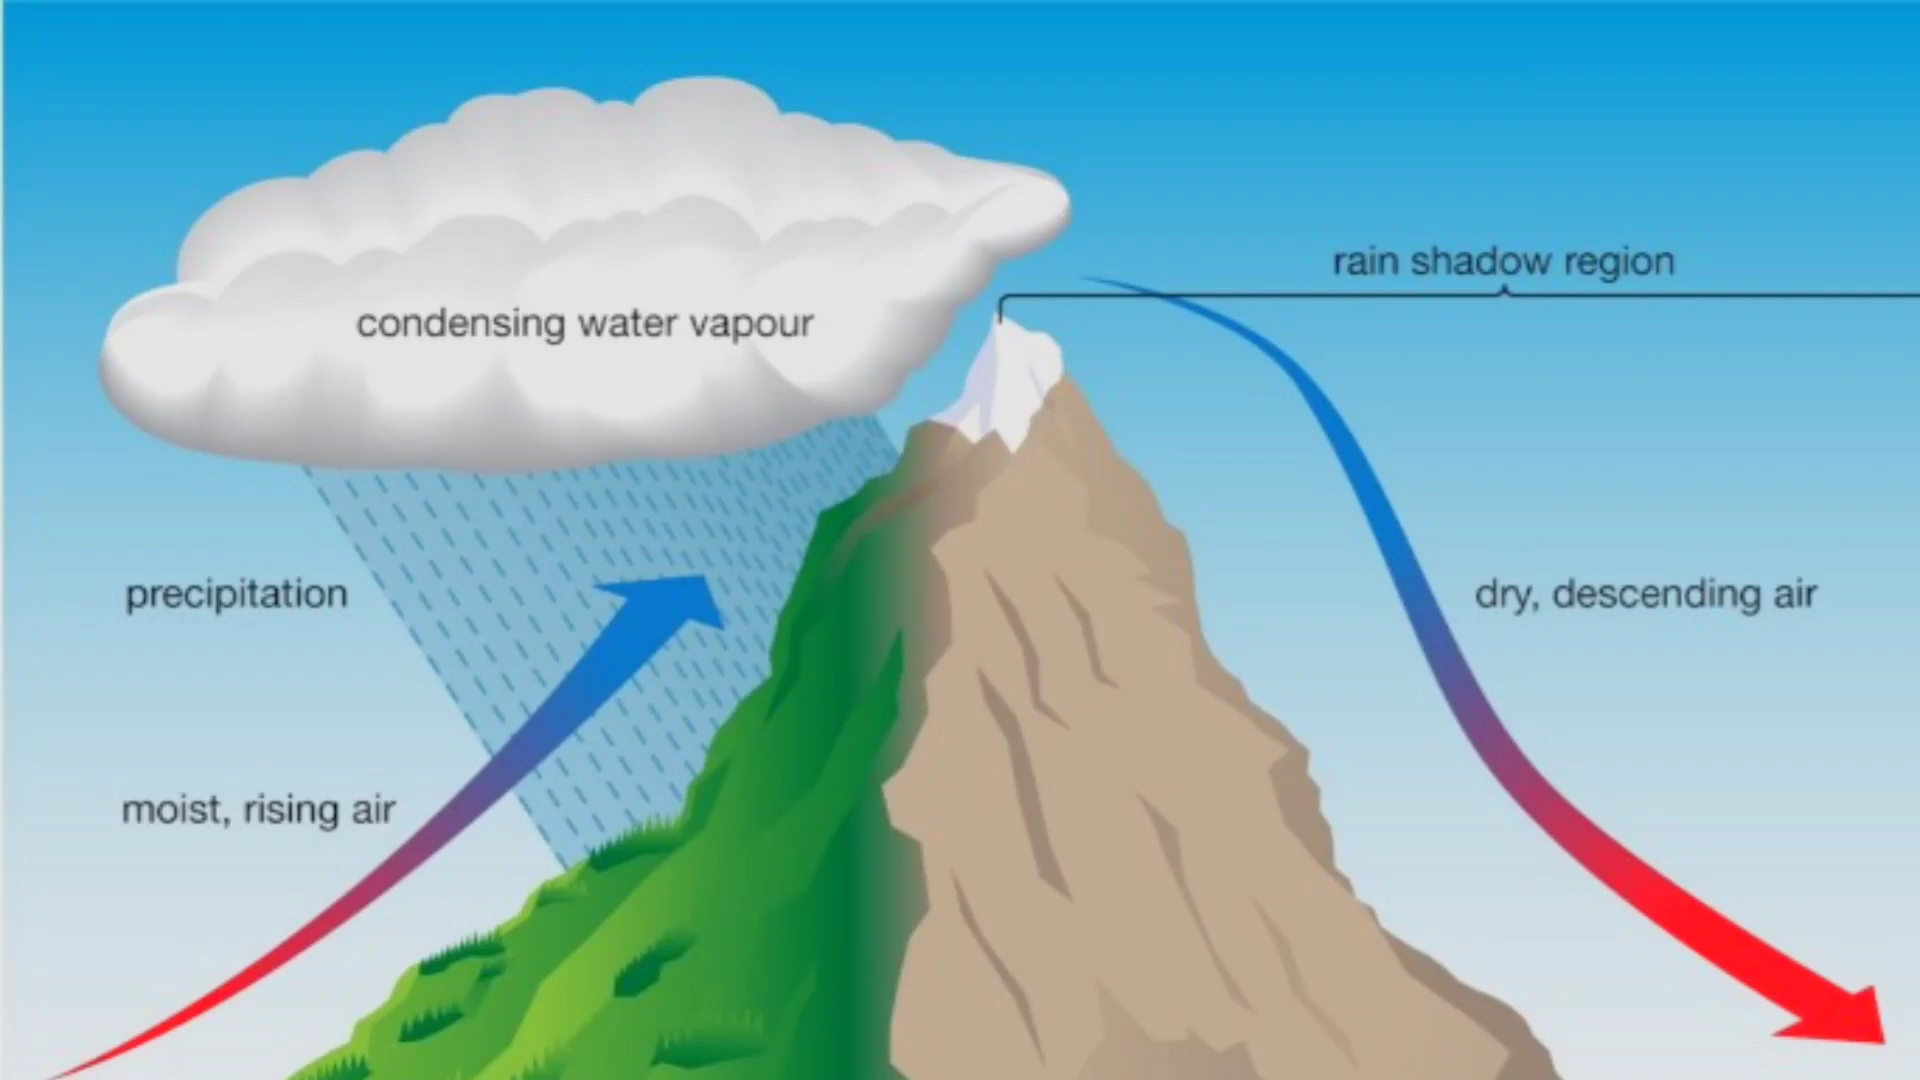 rain shadow region
condensing water vapour
precipitation
dry, descending air
moist, rising air